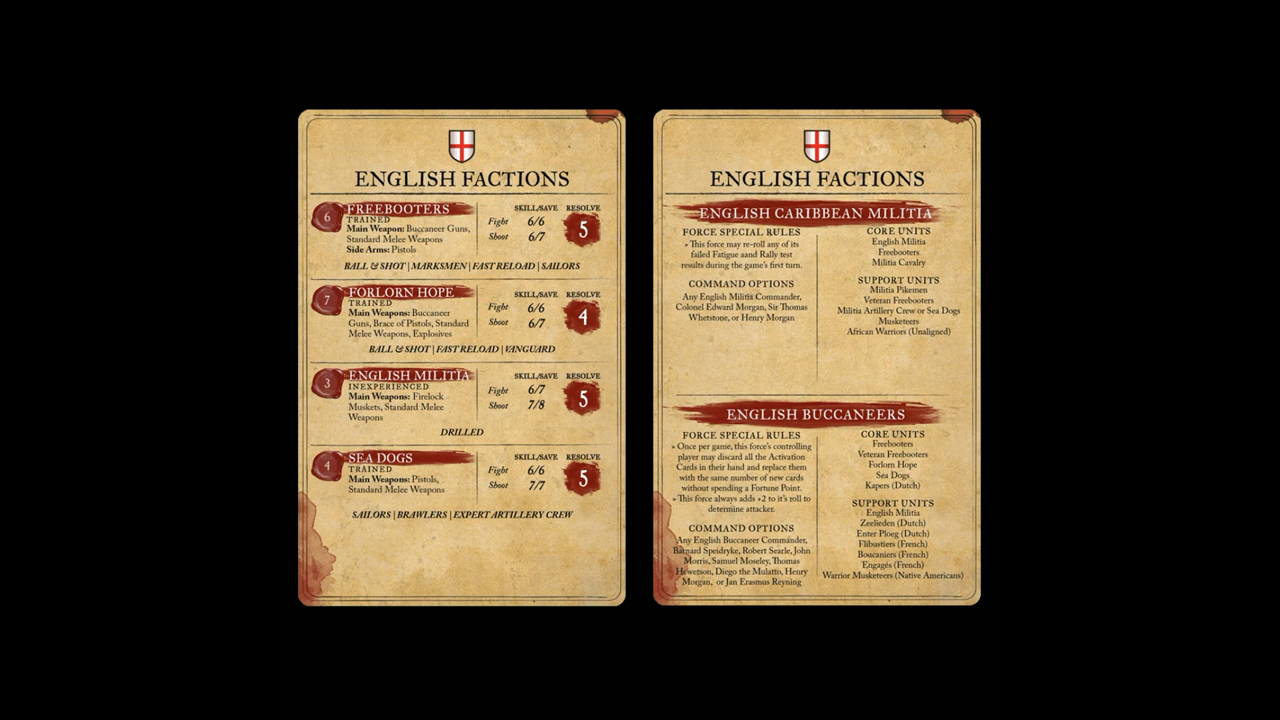 ENGLISH FACTIONS
6
FREEBOOTERS
TRAINED
Main Weapon: Buccaneer Guns,
Standard Melee Weapons
Side Arms: Pistols
SKILL/SAVE RESOLVE
Fight 6/6
Shoot 6/7
5
BALL & SHOT | MARKSMEN | FAST RELOAD | SAILORS
7
FORLORN HOPE
TRAINED
Main Weapons: Buccaneer
Guns, Brace of Pistols, Standard
Melee Weapons, Explosives
SKILL/SAVE RESOLVE
Fight 6/6
Shoot 6/7
4
BALL & SHOT | FAST RELOAD | VANGUARD
3
ENGLISH MILITIA
INEXPERIENCED
Main Weapons: Firelock
Muskets, Standard Melee
Weapons
SKILL/SAVE RESOLVE
Fight 6/7
Shoot 7/8
5
DRILLED
4
SEA DOGS
TRAINED
Main Weapons: Pistols,
Standard Melee Weapons
SKILL/SAVE RESOLVE
Fight 6/6
Shoot 7/7
5
SAILORS | BRAWLERS | EXPERT ARTILLERY CREW
ENGLISH FACTIONS
ENGLISH CARIBBEAN MILITIA
FORCE SPECIAL RULES
» This force may re-roll any of its
failed Fatigue aand Rally test
results during the game's first turn.
COMMAND OPTIONS
Any English Militia Commander,
Colonel Edward Morgan, Sir Thomas
Whetstone, or Henry Morgan
CORE UNITS
English Militia
Freebooters
Militia Cavalry
SUPPORT UNITS
Militia Pikemen
Veteran Freebooters
Militia Artillery Crew or Sea Dogs
Musketeers
African Warriors (Unaligned)
ENGLISH BUCCANEERS
FORCE SPECIAL RULES
» Once per game, this force's controlling
player may discard all the Activation
Cards in their hand and replace them
with the same number of new cards
without spending a Fortune Point.
» This force always adds +2 to it's roll to
determine attacker.
COMMAND OPTIONS
Any English Buccaneer Commander,
Barnard Speidryke, Robert Searle, John
Morris, Samuel Moseley, Thomas
Hewetson, Diego the Mulatto, Henry
Morgan, or Jan Erasmus Reyning
CORE UNITS
Freebooters
Veteran Freebooters
Forlorn Hope
Sea Dogs
Kapers (Dutch)
SUPPORT UNITS
English Militia
Zeelieden (Dutch)
Enter Ploeg (Dutch)
Flibustiers (French)
Boucaniers (French)
Engagés (French)
Warrior Musketeers (Native Americans)